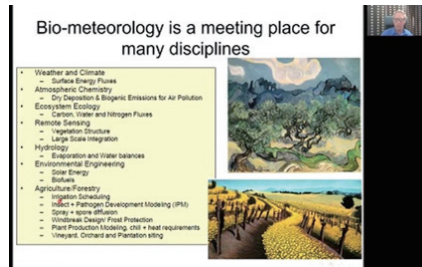 Bio-meteorology is a meeting place for
many disciplines
• Weather and Climate
– Surface Energy Fluxes
• Atmospheric Chemistry
– Dry Deposition & Biogenic Emissions for Air Pollution
• Ecosystem Ecology
– Carbon, Water and Nitrogen Fluxes
• Remote Sensing
– Vegetation Structure
– Large Scale Integration
• Hydrology
– Evaporation and Water balances
• Environmental Engineering
– Solar Energy
– Biofuels
• Agriculture/Forestry
– Irrigation Scheduling
– Insect + Pathogen Development Modeling (IPM)
– Spray + spore diffusion
– Windbreak Design/ Frost Protection
– Plant Production Modeling, chill + heat requirements
– Vineyard, Orchard and Plantation siting